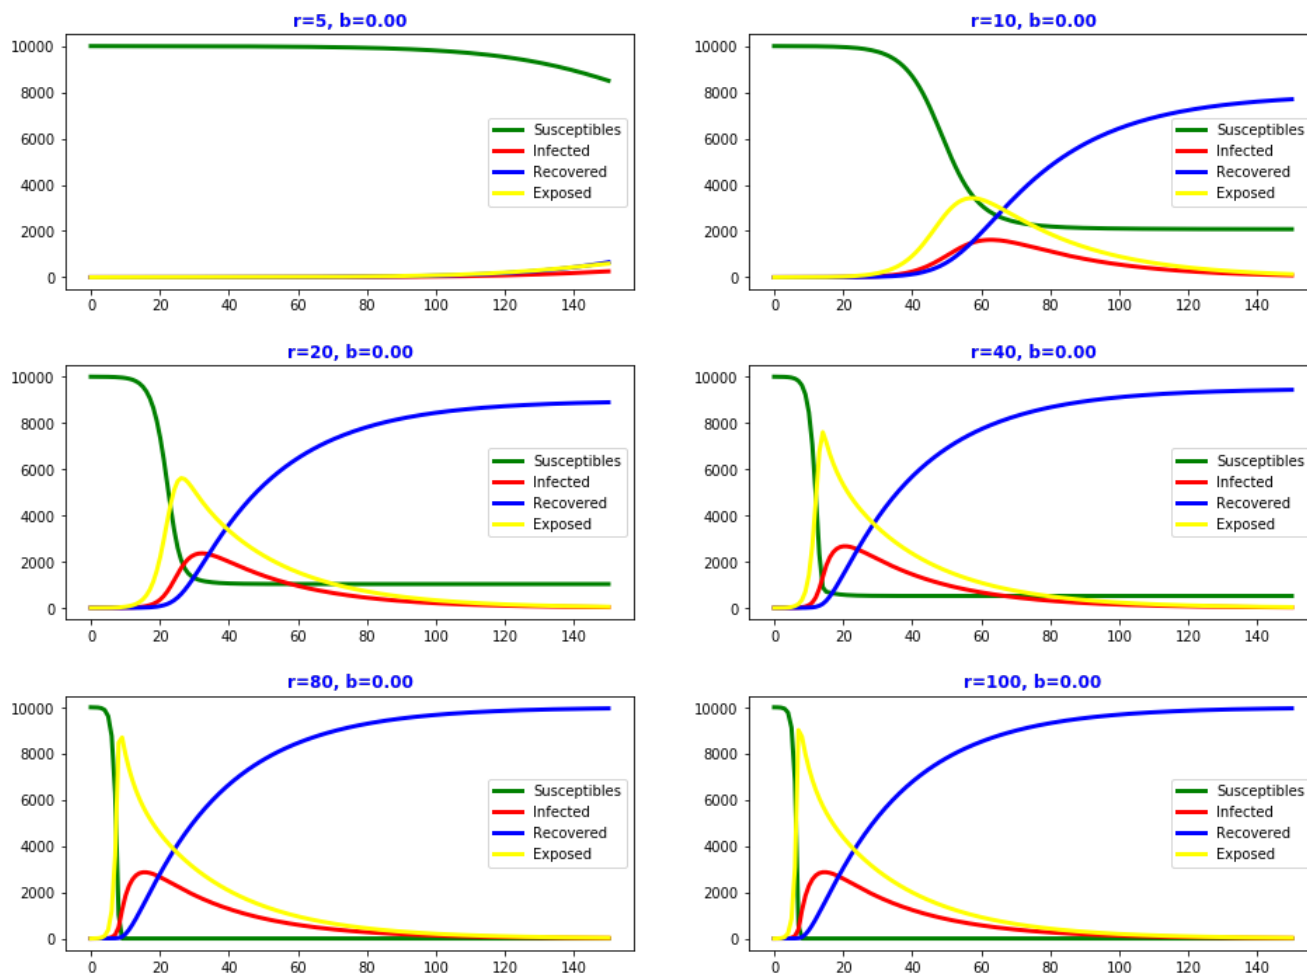 r=5, b=0.00
10000
8000
6000
4000
2000
0
Susceptibles
Infected
Recovered
Exposed
0 20 40 60 80 100 120 140
r=10, b=0.00
10000
8000
6000
4000
2000
0
Susceptibles
Infected
Recovered
Exposed
0 20 40 60 80 100 120 140
r=20, b=0.00
10000
8000
6000
4000
2000
0
Susceptibles
Infected
Recovered
Exposed
0 20 40 60 80 100 120 140
r=40, b=0.00
10000
8000
6000
4000
2000
0
Susceptibles
Infected
Recovered
Exposed
0 20 40 60 80 100 120 140
r=80, b=0.00
10000
8000
6000
4000
2000
0
Susceptibles
Infected
Recovered
Exposed
0 20 40 60 80 100 120 140
r=100, b=0.00
10000
8000
6000
4000
2000
0
Susceptibles
Infected
Recovered
Exposed
0 20 40 60 80 100 120 140